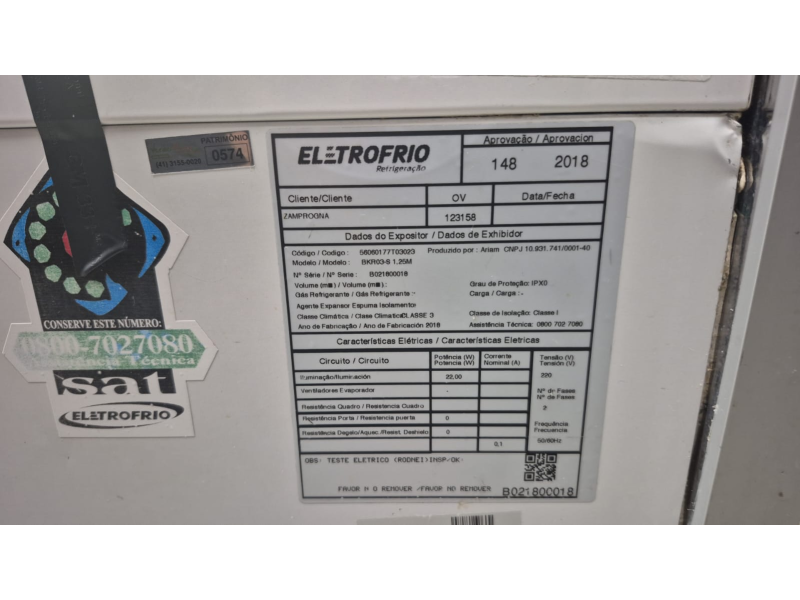 PATRIMÔNIO
0574
ELETROFRIO
Refrigeração
Aprovação / Aprovacion
148 2018
Cliente/Cliente OV Data/Fecha
ZAMPROGNA 123158
Dados do Expositor / Dados de Exhibidor
Código / Codigo : 56060177T03023 Produzido por : Ariam CNPJ 10.931.741/0001-40
Modelo / Modelo : BKR03-S 1,25M
Nº Série / Nº Serie : B021800018
Volume (m³) / Volume (m³) : Grau de Proteção: IPX0
Gás Refrigerante / Gás Refrigerante :- Carga / Carga :-
Agente Expansor Espuma Isolamento:
Classe Climática / Clase Climatica:CLASSE 3 Classe de Isolação: Classe I
Ano de Fabricação / Ano de Fabricación 2018 Assistência Técnica: 0800 702 7080
Características Elétricas / Características Eletricas
Circuito / Circuito Potência (W) Corrente Tensão (V)
Potencia (W) Nominal (A) Tensión (V)
Iluminação/Iluminación 22,00 220
Ventiladores Evaporador - Nº de Fases
Nº de Fases
Resistência Quadro / Resistencia Cuadro 2
Resistência Porta / Resistencia puerta 0 Frequência
Frecuencia
Resistência Degelo/Aquec./Resist. Deshielo 0
0,1 50/60Hz
OBS: TESTE ELETRICO (RODNEI)INSP/OK-
FAVOR NÃO REMOVER /FAVOR NO REMOVER B021800018
CONSERVE ESTE NÚMERO:
0800-7027080
Assistência Técnica
sat
ELETROFRIO